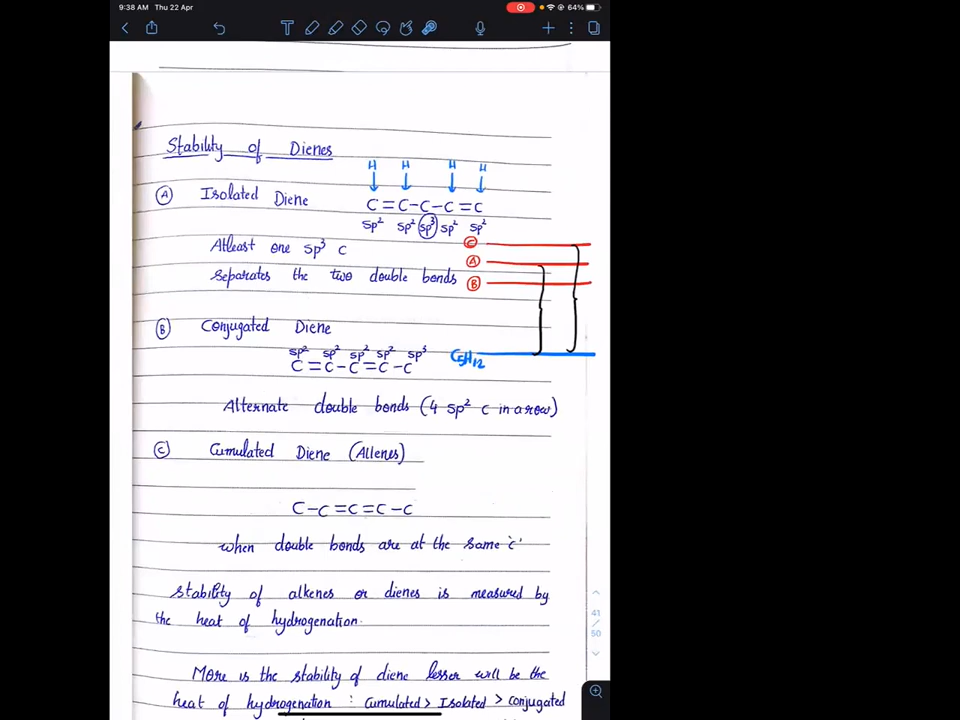 9:38 AM Thu 22 Apr
64%
Stability of Dienes
H H H H
(A) Isolated Diene C=C-C-C=C
sp² sp² sp³ sp² sp²
Atleast one sp³ c
separates the two double bonds
C
A
B
(B) Conjugated Diene
sp² sp² sp² sp² sp³
C=C-C=C-C
C5H12
Alternate double bonds (4 sp² c in a row)
(C) Cumulated Diene (Allenes)
C-C=C=C-C
when double bonds are at the same 'c'
stability of alkenes or dienes is measured by
the heat of hydrogenation.
More is the stability of diene lesser will be the
heat of hydrogenation : Cumulated > Isolated > conjugated
41
/
50